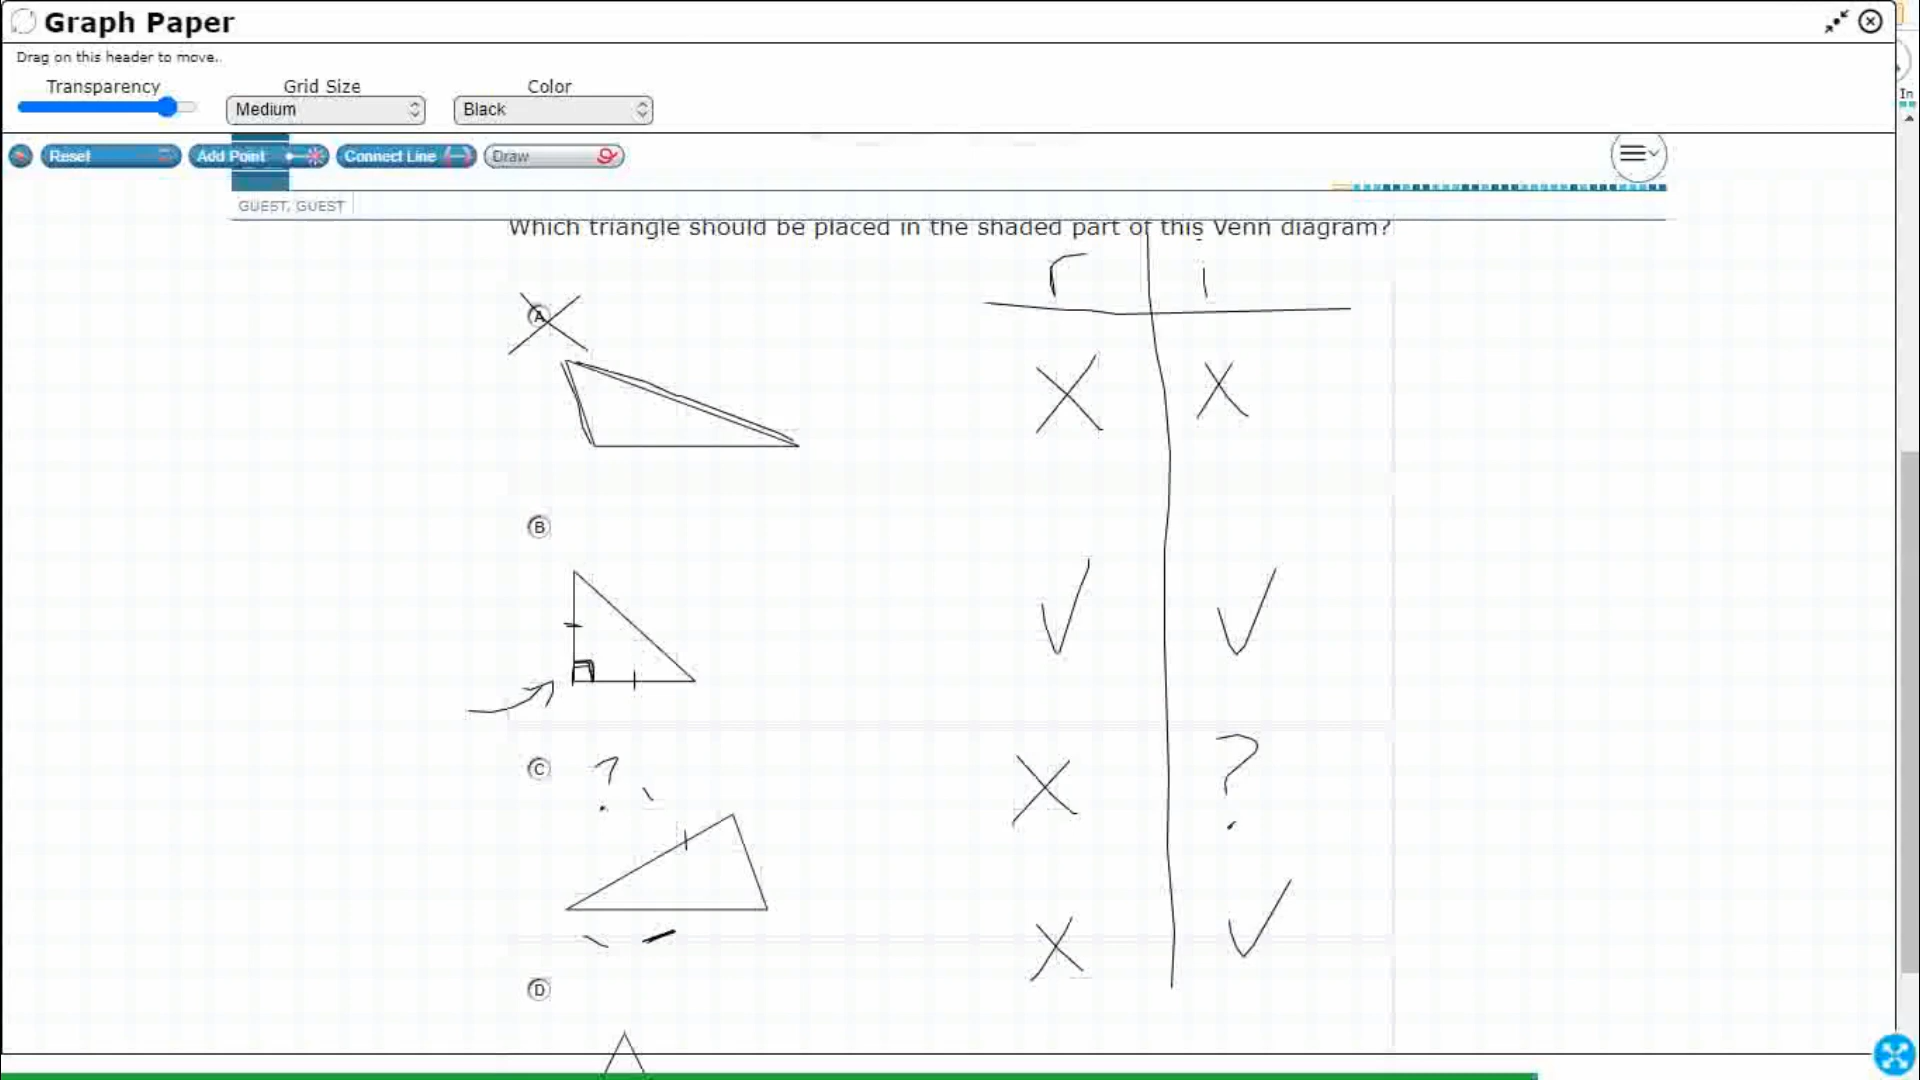 Graph Paper
Drag on this header to move..
Transparency
Grid Size
Color
Medium
Black
In
Reset
Add Point
Connect Line
Draw
GUEST, GUEST
Which triangle should be placed in the shaded part of this Venn diagram?
r i
A
B
C
?
?
D